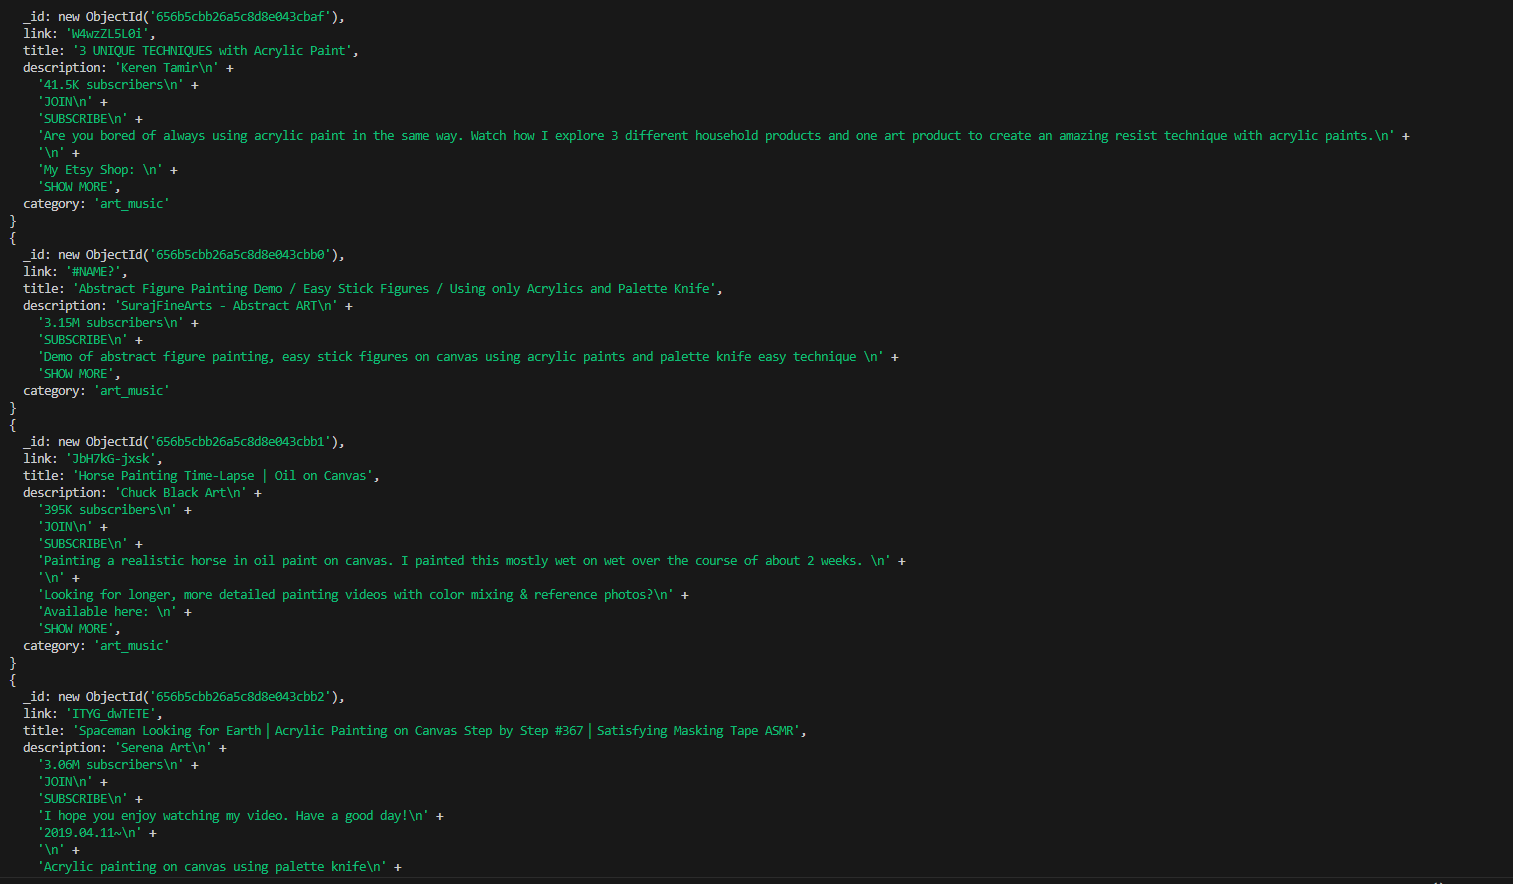 _id: new ObjectId('656b5cbb26a5c8d8e043cbaf'),
link: 'W4wzZL5L0i',
title: '3 UNIQUE TECHNIQUES with Acrylic Paint',
description: 'Keren Tamir\n' +
'41.5K subscribers\n' +
'JOIN\n' +
'SUBSCRIBE\n' +
'Are you bored of always using acrylic paint in the same way. Watch how I explore 3 different household products and one art product to create an amazing resist technique with acrylic paints.\n' +
'\n' +
'My Etsy Shop: \n' +
'SHOW MORE',
category: 'art_music'
}
{
_id: new ObjectId('656b5cbb26a5c8d8e043cbb0'),
link: '#NAME?',
title: 'Abstract Figure Painting Demo / Easy Stick Figures / Using only Acrylics and Palette Knife',
description: 'SurajFineArts - Abstract ART\n' +
'3.15M subscribers\n' +
'SUBSCRIBE\n' +
'Demo of abstract figure painting, easy stick figures on canvas using acrylic paints and palette knife easy technique \n' +
'SHOW MORE',
category: 'art_music'
}
{
_id: new ObjectId('656b5cbb26a5c8d8e043cbb1'),
link: 'JbH7kG-jxsk',
title: 'Horse Painting Time-Lapse | Oil on Canvas',
description: 'Chuck Black Art\n' +
'395K subscribers\n' +
'JOIN\n' +
'SUBSCRIBE\n' +
'Painting a realistic horse in oil paint on canvas. I painted this mostly wet on wet over the course of about 2 weeks. \n' +
'\n' +
'Looking for longer, more detailed painting videos with color mixing & reference photos?\n' +
'Available here: \n' +
'SHOW MORE',
category: 'art_music'
}
{
_id: new ObjectId('656b5cbb26a5c8d8e043cbb2'),
link: 'ITYG_dwTETE',
title: 'Spaceman Looking for Earth│Acrylic Painting on Canvas Step by Step #367│Satisfying Masking Tape ASMR',
description: 'Serena Art\n' +
'3.06M subscribers\n' +
'JOIN\n' +
'SUBSCRIBE\n' +
'I hope you enjoy watching my video. Have a good day!\n' +
'2019.04.11~\n' +
'\n' +
'Acrylic painting on canvas using palette knife\n' +